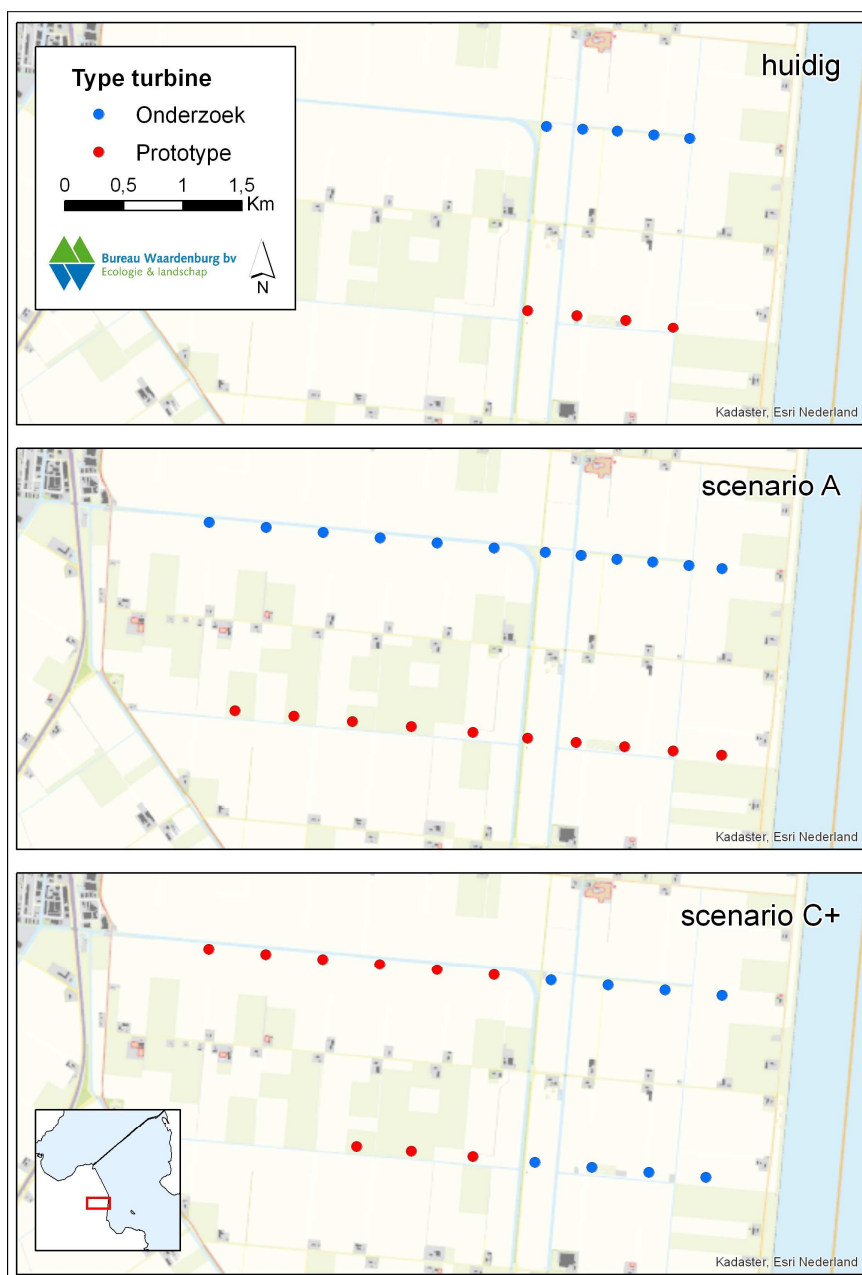 huidig
Type turbine
Onderzoek
Prototype
0 0,5 1 1,5
Km
Bureau Waardenburg bv
Ecologie & landschap
N
Kadaster, Esri Nederland
scenario A
Kadaster, Esri Nederland
scenario C+
Kadaster, Esri Nederland